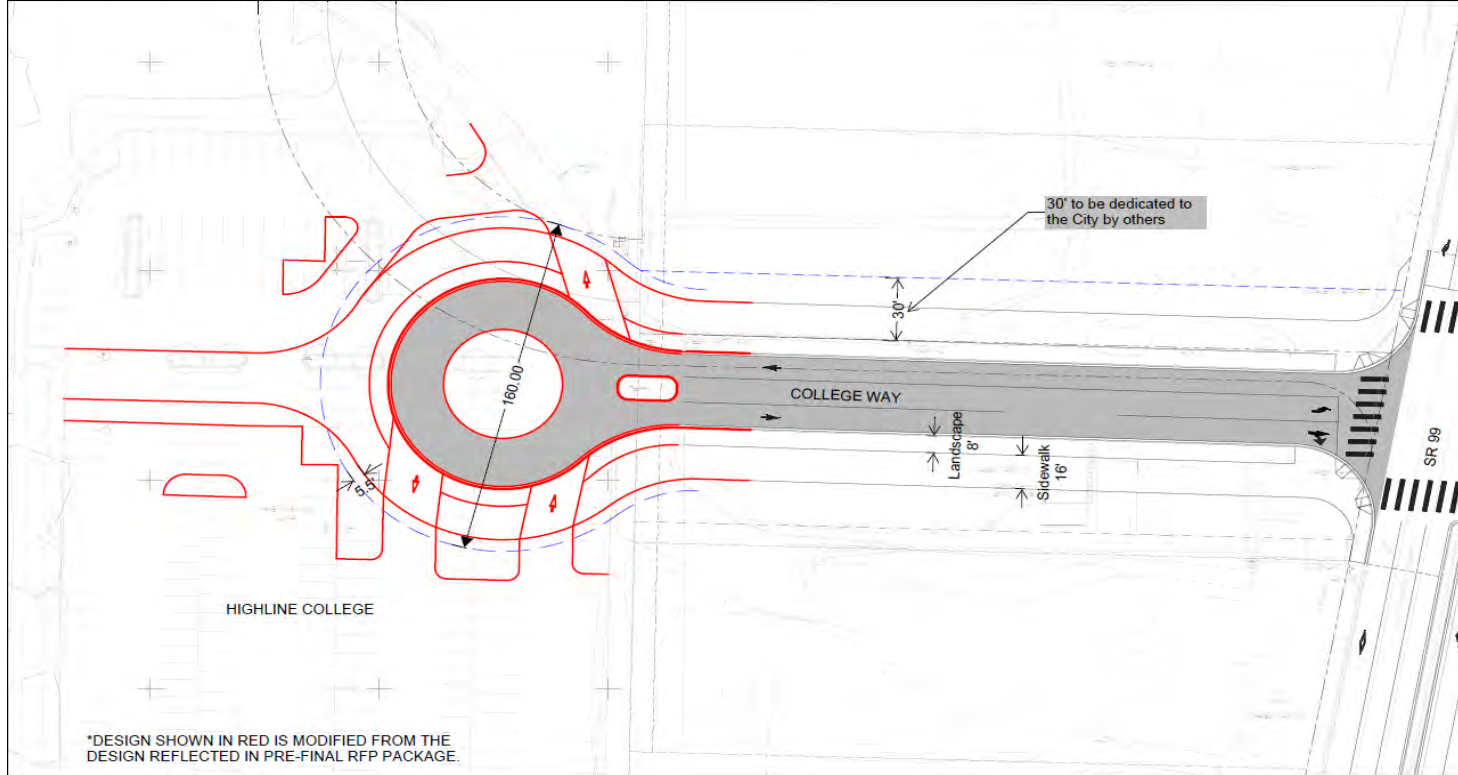 30' to be dedicated to
the City by others
30'
160.00
COLLEGE WAY
Landscape
8'
Sidewalk
16'
SR 99
5.5'
HIGHLINE COLLEGE
*DESIGN SHOWN IN RED IS MODIFIED FROM THE
DESIGN REFLECTED IN PRE-FINAL RFP PACKAGE.